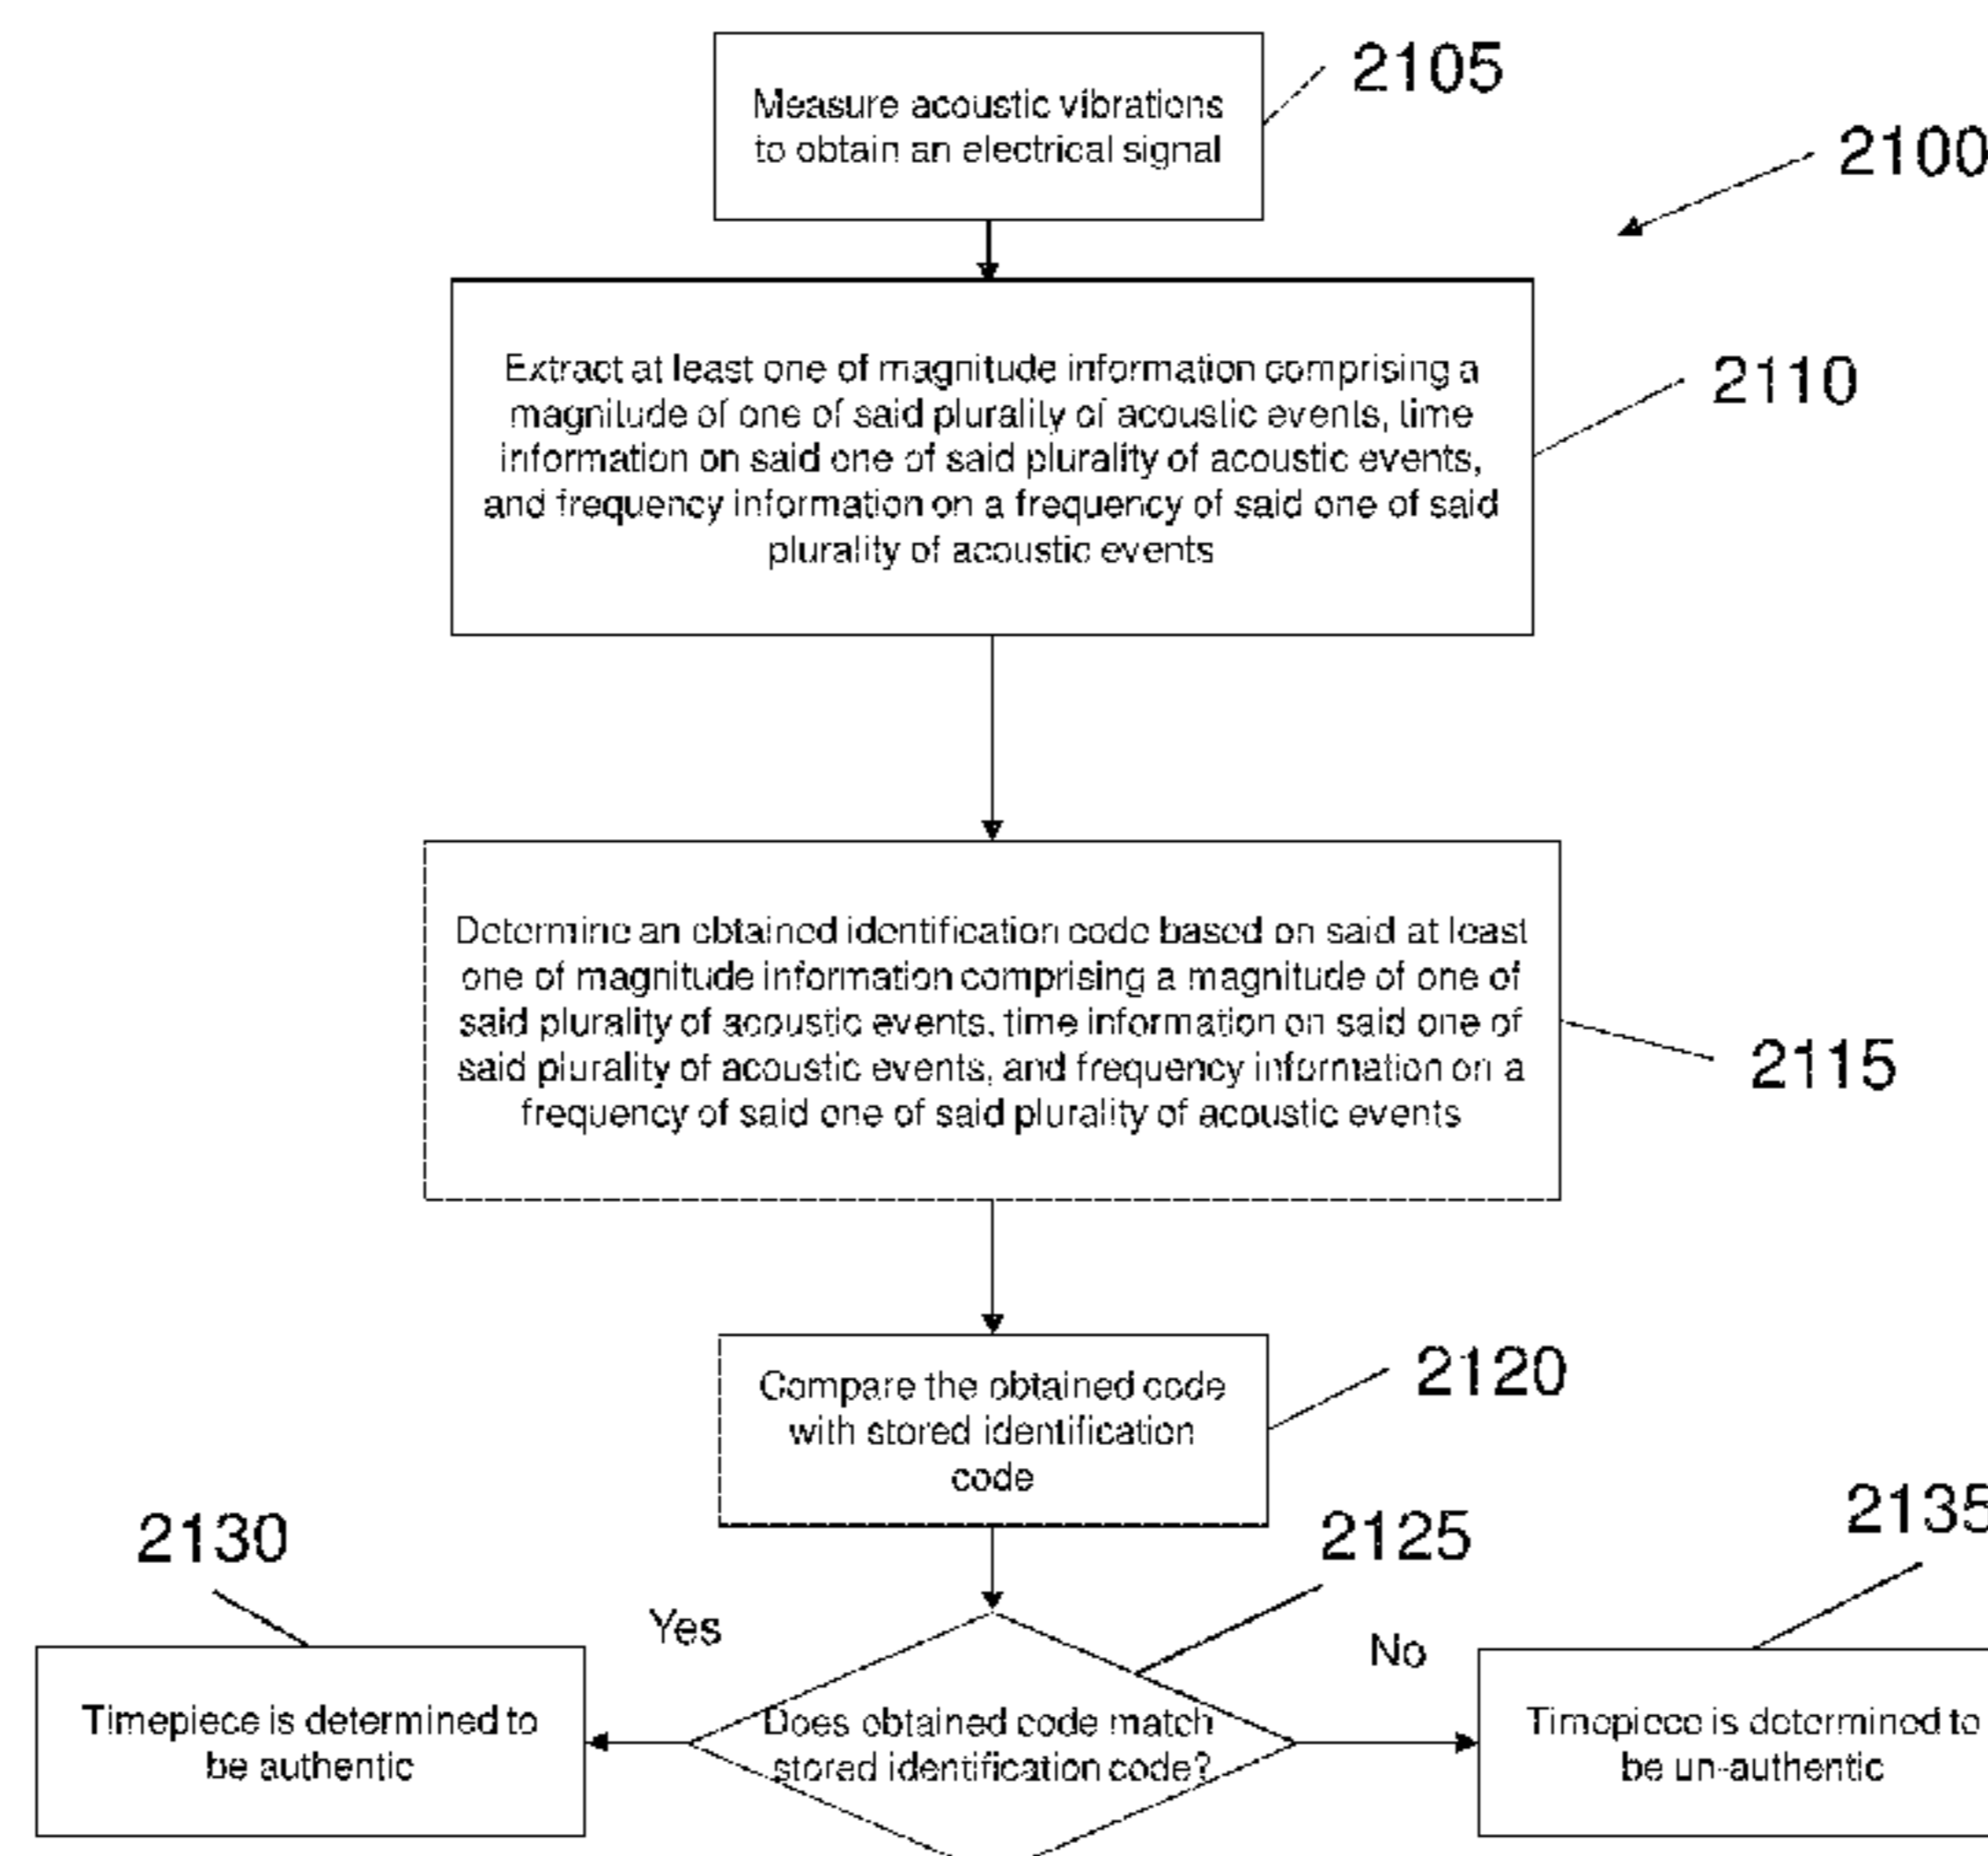 Measure acoustic vibrations
to obtain an electrical signal
2105
2100
Extract at least one of magnitude information comprising a
magnitude of one of said plurality of acoustic events, time
information on said one of said plurality of acoustic events,
and frequency information on a frequency of said one of said
plurality of acoustic events
2110
Determine an obtained identification code based on said at least
one of magnitude information comprising a magnitude of one of
said plurality of acoustic events, time information on said one of
said plurality of acoustic events, and frequency information on a
frequency of said one of said plurality of acoustic events
2115
Compare the obtained code
with stored identification
code
2120
2130
2125
2135
Yes
No
Timepiece is determined to
be authentic
Does obtained code match
stored identification code?
Timepiece is determined to
be un-authentic